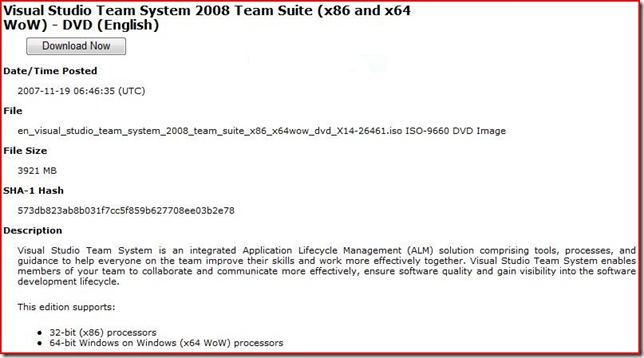 Visual Studio Team System 2008 Team Suite (x86 and x64
WoW) - DVD (English)
Download Now
Date/Time Posted
2007-11-19 06:46:35 (UTC)
File
en_visual_studio_team_system_2008_team_suite_x86_x64wow_dvd_X14-26461.iso ISO-9660 DVD Image
File Size
3921 MB
SHA-1 Hash
573db823ab8b031f7cc5f859b627708ee03b2e78
Description
Visual Studio Team System is an integrated Application Lifecycle Management (ALM) solution comprising tools, processes, and
guidance to help everyone on the team improve their skills and work more effectively together. Visual Studio Team System enables
members of your team to collaborate and communicate more effectively, ensure software quality and gain visibility into the software
development lifecycle.
This edition supports:
• 32-bit (x86) processors
• 64-bit Windows on Windows (x64 WoW) processors